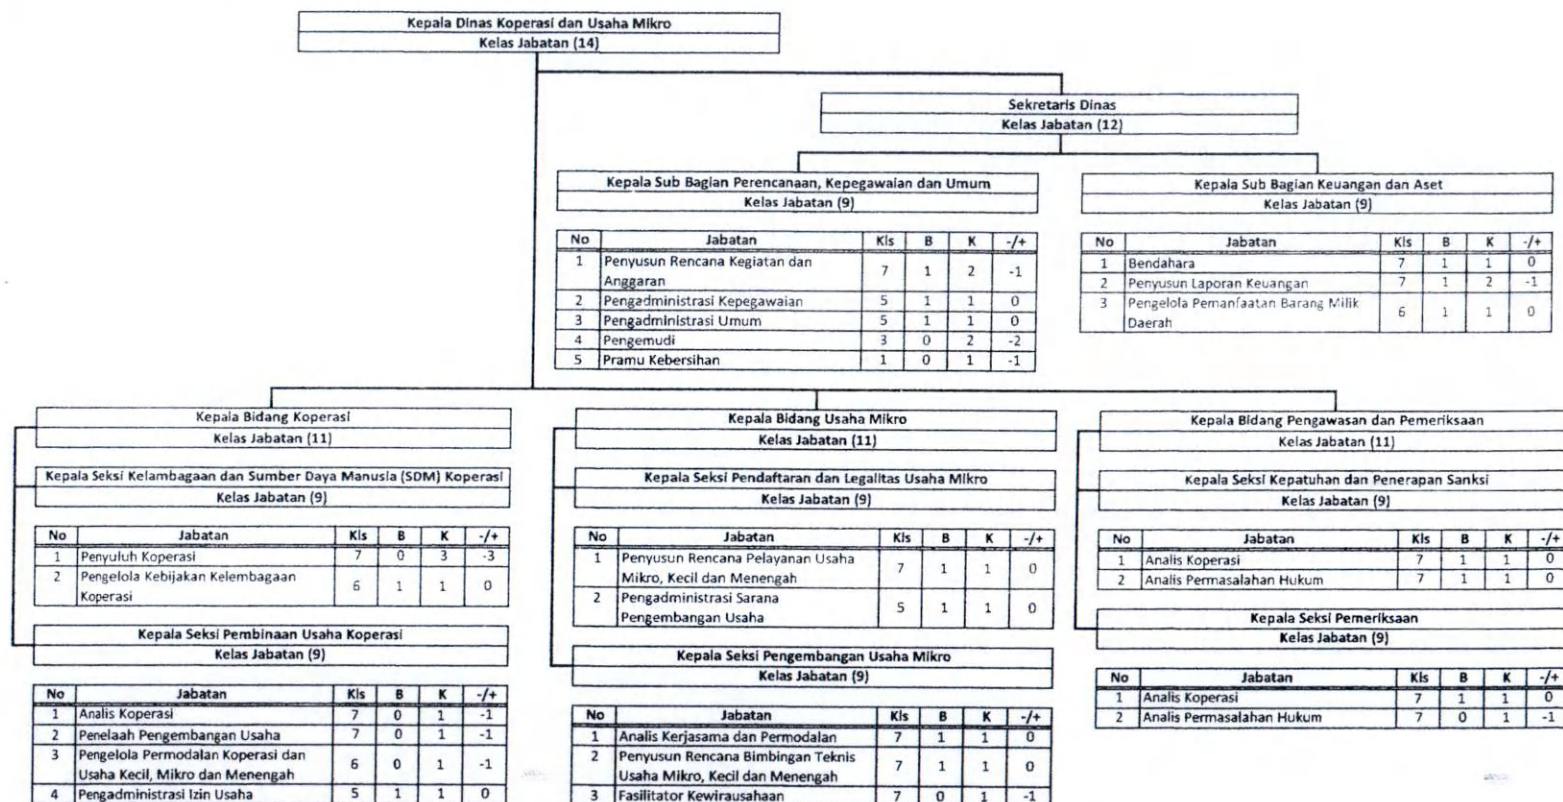 Kepala Dinas Koperasi dan Usaha Mikro
Kelas Jabatan (14)
Sekretaris Dinas
Kelas Jabatan (12)
Kepala Sub Bagian Perencanaan, Kepegawaian dan Umum
Kelas Jabatan (9)
No Jabatan Kls B K -/+
1 Penyusun Rencana Kegiatan dan
Anggaran 7 1 2 -1
2 Pengadministrasi Kepegawaian 5 1 1 0
3 Pengadministrasi Umum 5 1 1 0
4 Pengemudi 3 0 2 -2
5 Pramu Kebersihan 1 0 1 -1
Kepala Sub Bagian Keuangan dan Aset
Kelas Jabatan (9)
No Jabatan Kls B K -/+
1 Bendahara 7 1 1 0
2 Penyusun Laporan Keuangan 7 1 2 -1
3 Pengelola Pemanfaatan Barang Milik
Daerah 6 1 1 0
Kepala Bidang Koperasi
Kelas Jabatan (11)
Kepala Seksi Kelambagaan dan Sumber Daya Manusia (SDM) Koperasi
Kelas Jabatan (9)
No Jabatan Kls B K -/+
1 Penyuluh Koperasi 7 0 3 -3
2 Pengelola Kebijakan Kelembagaan
Koperasi 6 1 1 0
Kepala Seksi Pembinaan Usaha Koperasi
Kelas Jabatan (9)
No Jabatan Kls B K -/+
1 Analis Koperasi 7 0 1 -1
2 Penelaah Pengembangan Usaha 7 0 1 -1
3 Pengelola Permodalan Koperasi dan
Usaha Kecil, Mikro dan Menengah 6 0 1 -1
4 Pengadministrasi Izin Usaha 5 1 1 0
Kepala Bidang Usaha Mikro
Kelas Jabatan (11)
Kepala Seksi Pendaftaran dan Legalitas Usaha Mikro
Kelas Jabatan (9)
No Jabatan Kls B K -/+
1 Penyusun Rencana Pelayanan Usaha
Mikro, Kecil dan Menengah 7 1 1 0
2 Pengadministrasi Sarana
Pengembangan Usaha 5 1 1 0
Kepala Seksi Pengembangan Usaha Mikro
Kelas Jabatan (9)
No Jabatan Kls B K -/+
1 Analis Kerjasama dan Permodalan 7 1 1 0
2 Penyusun Rencana Bimbingan Teknis
Usaha Mikro, Kecil dan Menengah 7 1 1 0
3 Fasilitator Kewirausahaan 7 0 1 -1
Kepala Bidang Pengawasan dan Pemeriksaan
Kelas Jabatan (11)
Kepala Seksi Kepatuhan dan Penerapan Sanksi
Kelas Jabatan (9)
No Jabatan Kls B K -/+
1 Analis Koperasi 7 1 1 0
2 Analis Permasalahan Hukum 7 1 1 0
Kepala Seksi Pemeriksaan
Kelas Jabatan (9)
No Jabatan Kls B K -/+
1 Analis Koperasi 7 1 1 0
2 Analis Permasalahan Hukum 7 0 1 -1